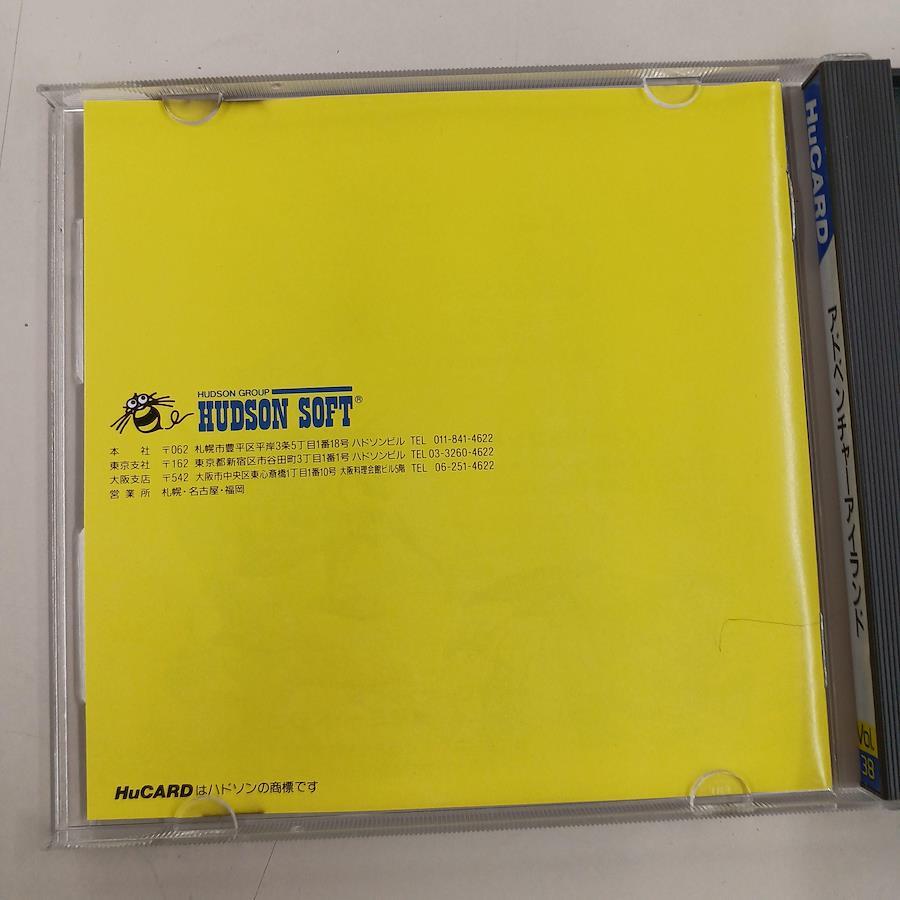 HUDSON GROUP
HUDSON SOFT®
本　社 〒062 札幌市豊平区平岸3条5丁目1番18号 ハドソンビル TEL 011-841-4622
東京支社 〒162 東京都新宿区市谷田町3丁目1番1号 ハドソンビル TEL 03-3260-4622
大阪支店 〒542 大阪市中央区東心斎橋1丁目1番10号 大阪料理会館ビル5階 TEL 06-251-4622
営業所 札幌・名古屋・福岡
HuCARDはハドソンの商標です
HuCARD
アドベンチャーアイランド
Vol.
38